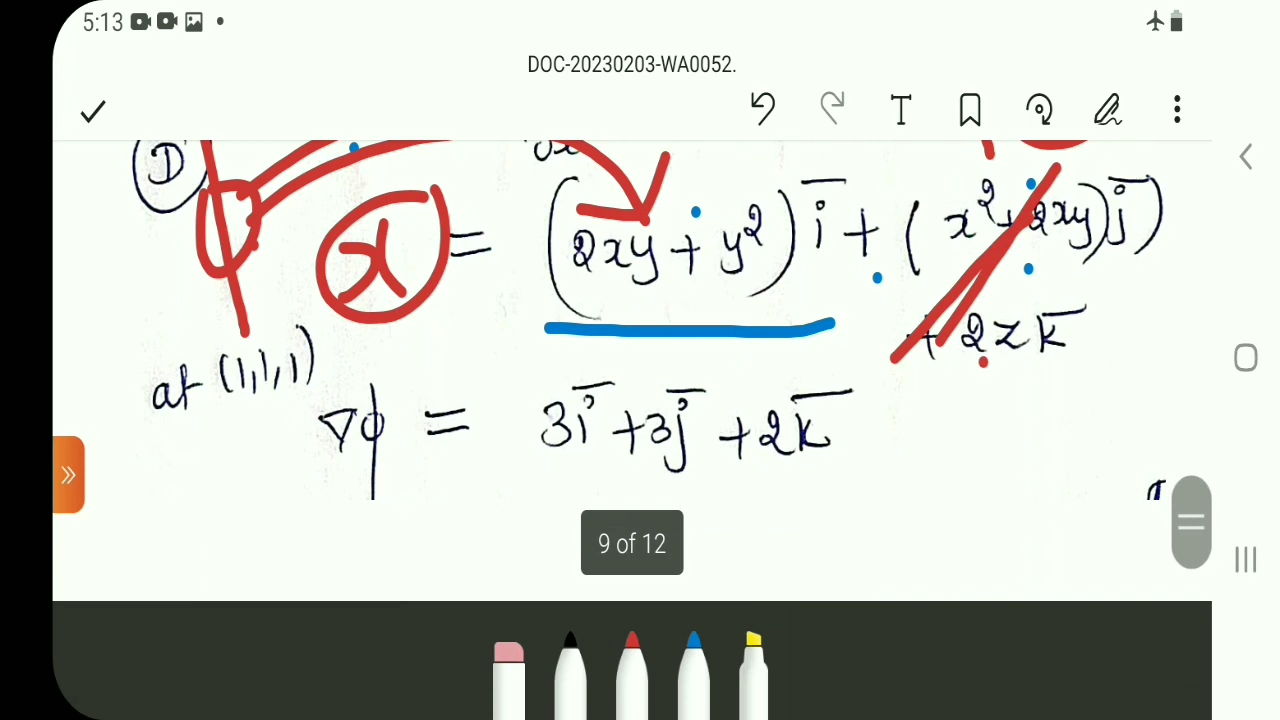 5:13
DOC-20230203-WA0052.
T
D
x = (2xy + y²) i̅ + (x² + 2xy) j̅)
+ 2z k̅
at (1,1,1)
∇φ = 3i̅ + 3j̅ + 2k̅
9 of 12